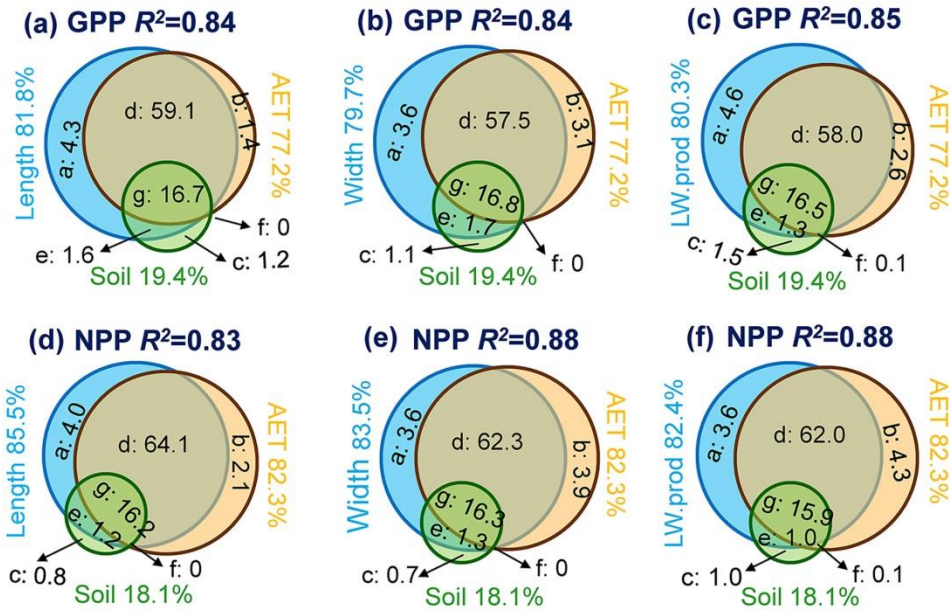 (a) GPP R²=0.84
Length 81.8%
a: 4.3
d: 59.1
b: 1.4
AET 77.2%
g: 16.7
e: 1.6
f: 0
c: 1.2
Soil 19.4%
(b) GPP R²=0.84
Width 79.7%
a: 3.6
d: 57.5
b: 3.1
AET 77.2%
g: 16.8
e: 1.7
c: 1.1
f: 0
Soil 19.4%
(c) GPP R²=0.85
LW.prod 80.3%
a: 4.6
d: 58.0
b: 2.6
AET 77.2%
g: 16.5
e: 1.3
c: 1.5
f: 0.1
Soil 19.4%
(d) NPP R²=0.83
Length 85.5%
a: 4.0
d: 64.1
b: 2.1
AET 82.3%
g: 16.2
e: 1.2
c: 0.8
f: 0
Soil 18.1%
(e) NPP R²=0.88
Wididth 83.5%
a: 3.6
d: 62.3
b: 3.9
AET 82.3%
g: 16.3
e: 1.3
c: 0.7
f: 0
Soil 18.1%
(f) NPP R²=0.88
LW.prod 82.4%
a: 3.6
d: 62.0
b: 4.3
AET 82.3%
g: 15.9
e: 1.0
c: 1.0
f: 0.1
Soil 18.1%